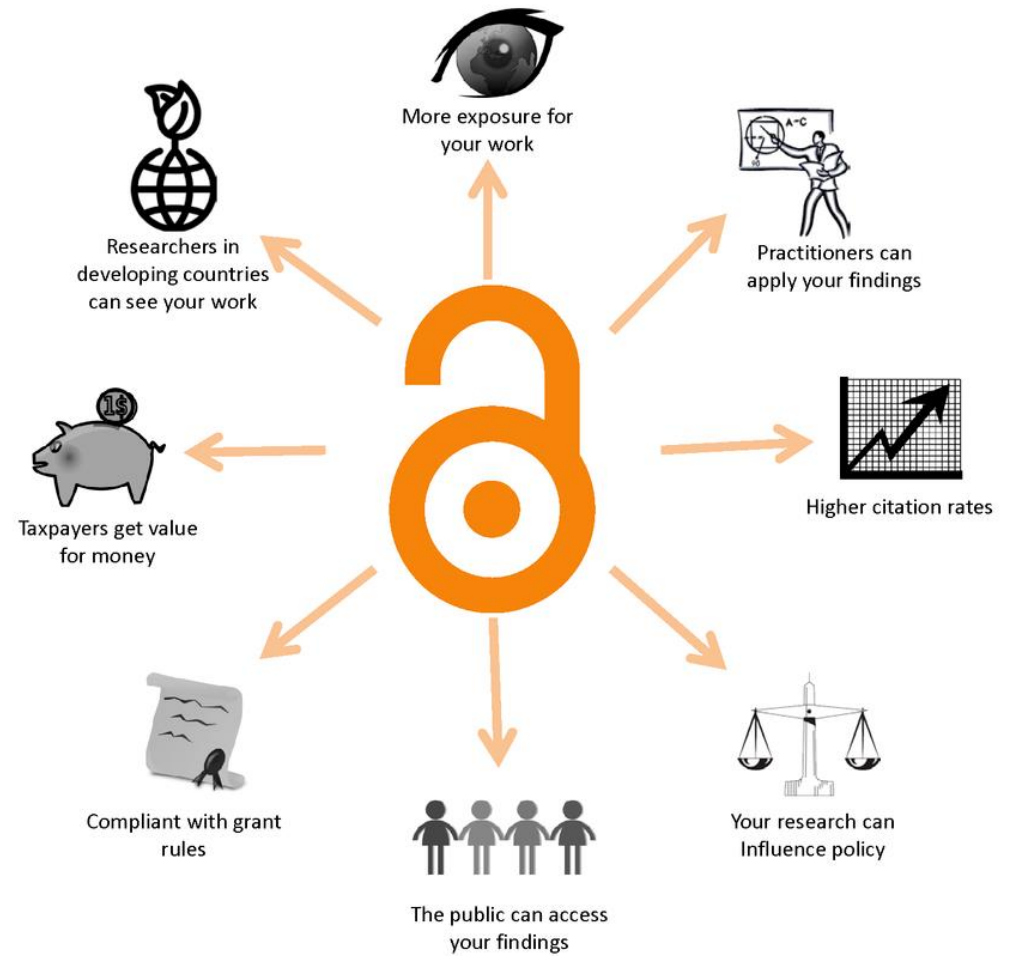 More exposure for
your work
A-C
Practitioners can
apply your findings
Higher citation rates
Your research can
Influence policy
The public can access
your findings
Compliant with grant
rules
1$
Taxpayers get value
for money
Researchers in
developing countries
can see your work